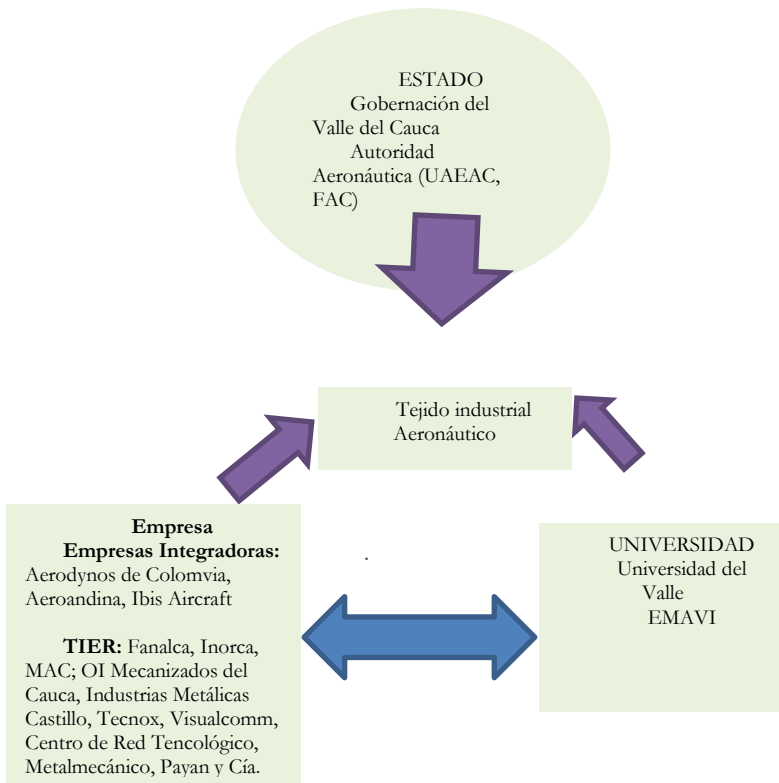 ESTADO
Gobernación del
Valle del Cauca
Autoridad
Aeronáutica (UAEAC,
FAC)
Tejido industrial
Aeronáutico
Empresa
Empresas Integradoras:
Aerodynos de Colomvia,
Aeroandina, Ibis Aircraft
TIER: Fanalca, Inorca,
MAC; OI Mecanizados del
Cauca, Industrias Metálicas
Castillo, Tecnox, Visualcomm,
Centro de Red Tencológico,
Metalmecánico, Payan y Cía.
.
UNIVERSIDAD
Universidad del
Valle
EMAVI